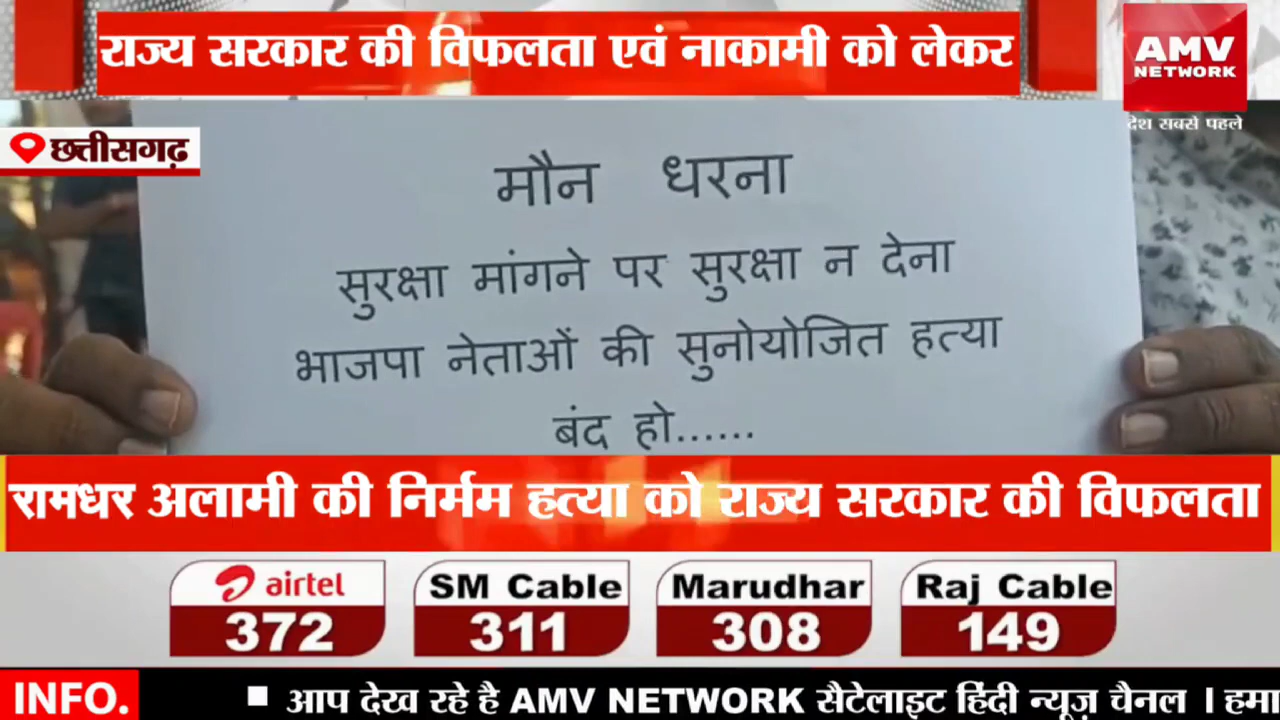 राज्य सरकार की विफलता एवं नाकामी को लेकर
AMV
NETWORK
देश सबसे पहले
छत्तीसगढ़
मौन धरना
सुरक्षा मांगने पर सुरक्षा न देना
भाजपा नेताओं की सुनोयोजित हत्या
बंद हो......
रामधर अलामी की निर्मम हत्या को राज्य सरकार की विफलता
airtel SM Cable Marudhar Raj Cable
372 311 308 149
INFO. ■ आप देख रहे है AMV NETWORK सैटेलाइट हिंदी न्यूज़ चैनल । हमा